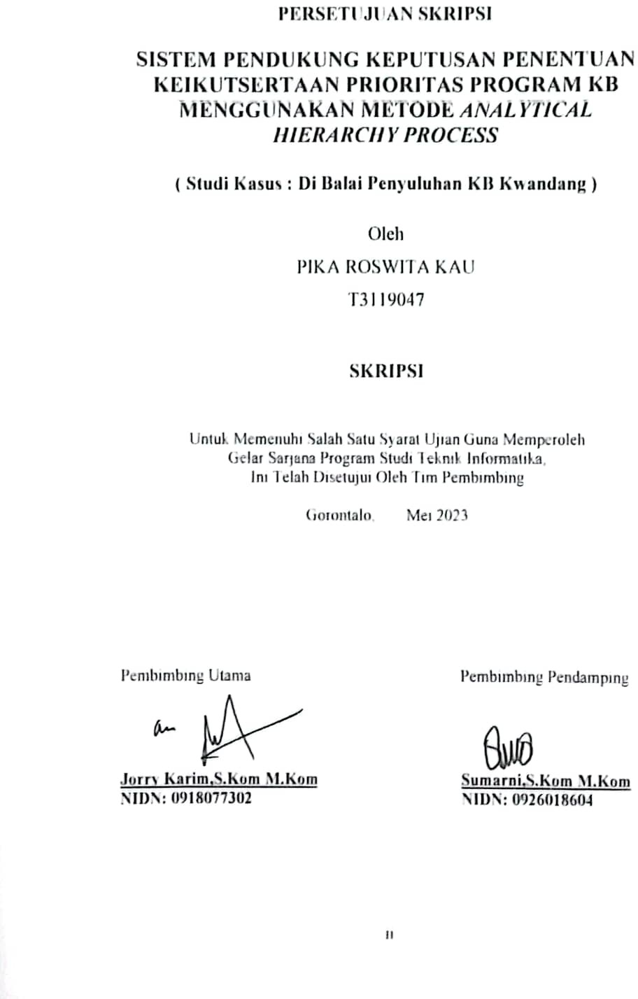 PERSETUJUAN SKRIPSI
SISTEM PENDUKUNG KEPUTUSAN PENENTUAN
KEIKUTSERTAAN PRIORITAS PROGRAM KB
MENGGUNAKAN METODE ANALYTICAL
HIERARCHY PROCESS
( Studi Kasus : Di Balai Penyuluhan KB Kwandang )
Oleh
PIKA ROSWITA KAU
T3119047
SKRIPSI
Untuk Memenuhi Salah Satu Syarat Ujian Guna Memperoleh
Gelar Sarjana Program Studi Teknik Informatika,
Ini Telah Disetujui Oleh Tim Pembimbing
Gorontalo, Mei 2023
Pembimbing Utama Pembimbing Pendamping
an
Jorry Karim,S.Kom M.Kom Sumarni,S.Kom M.Kom
NIDN: 0918077302 NIDN: 0926018604
II